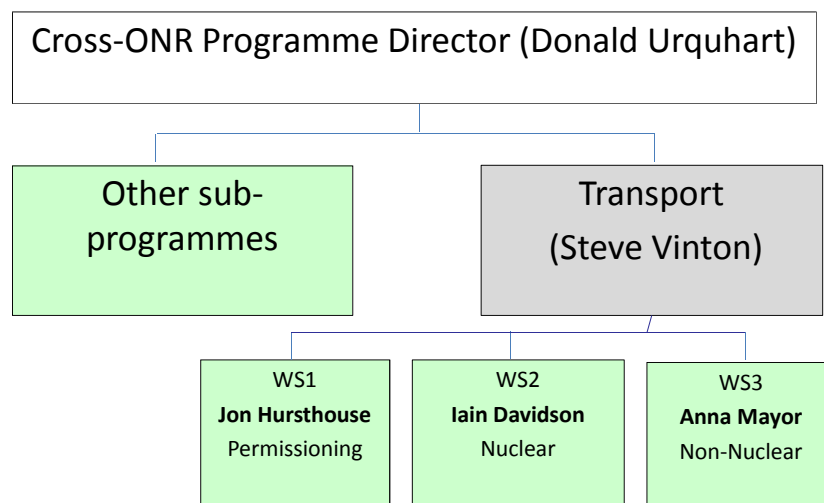 Cross-ONR Programme Director (Donald Urquhart)
Other sub-
programmes
Transport
(Steve Vinton)
WS1
Jon Hursthouse
Permissioning
WS2
Iain Davidson
Nuclear
WS3
Anna Mayor
Non-Nuclear